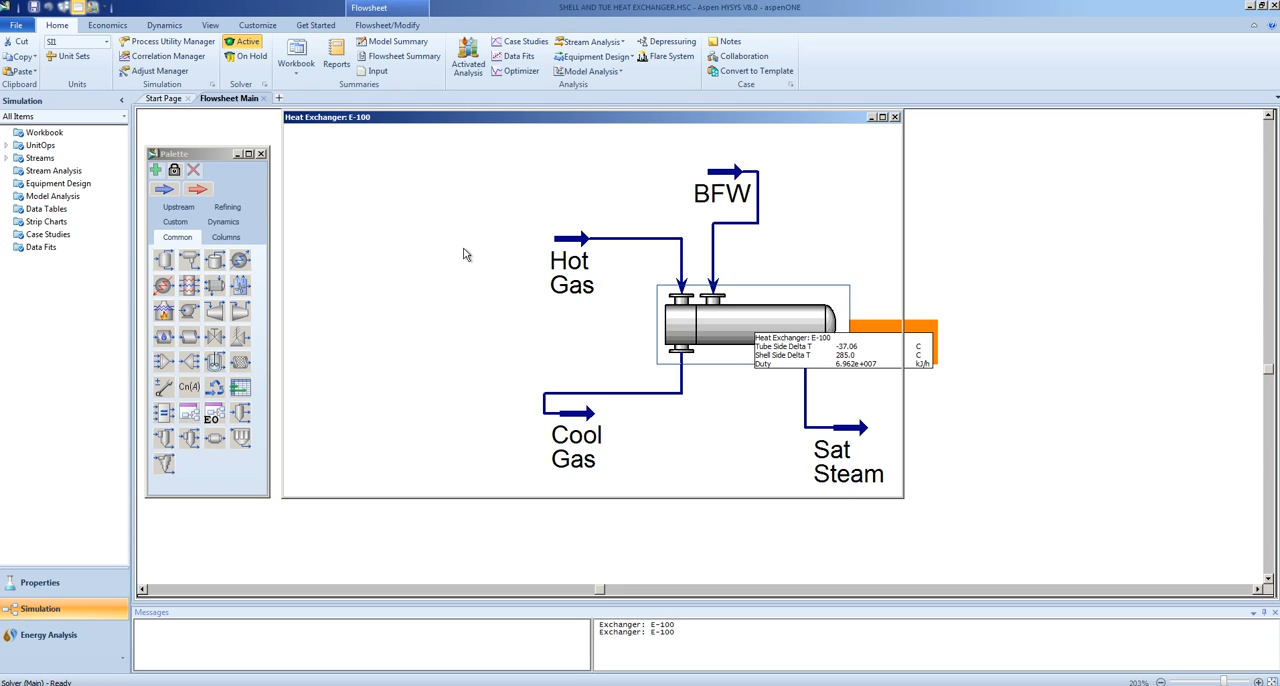 Flowsheet
SHELL AND TUE HEAT EXCHANGER.HSC - Aspen HYSYS V8.0 - aspenONE
File Home Economics Dynamics View Customize Get Started Flowsheet/Modify
Cut SI1 Process Utility Manager Active Model Summary Case Studies Stream Analysis Depressuring Notes
Copy Unit Sets Correlation Manager On Hold Flowsheet Summary Data Fits Equipment Design Flare System Collaboration
Paste Adjust Manager Workbook Reports Input Activated Analysis Optimizer Model Analysis Convert to Template
Clipboard Units Simulation Solver Summaries Analysis Case
Simulation
Start Page Flowsheet Main
All Items
Workbook
UnitOps
Streams
Stream Analysis
Equipment Design
Model Analysis
Data Tables
Strip Charts
Case Studies
Data Fits
Palette
Upstream Refining
Custom Dynamics
Common Columns
Cn(A)
EO
Heat Exchanger: E-100
BFW
Hot
Gas
Heat Exchanger: E-100
Tube Side Delta T -37.06 C
Shell Side Delta T 285.0 C
Duty 6.962e+007 kJ/h
Cool
Gas
Sat
Steam
Properties
Simulation
Energy Analysis
Messages
Exchanger: E-100
Exchanger: E-100
Solver (Main) - Ready
203%